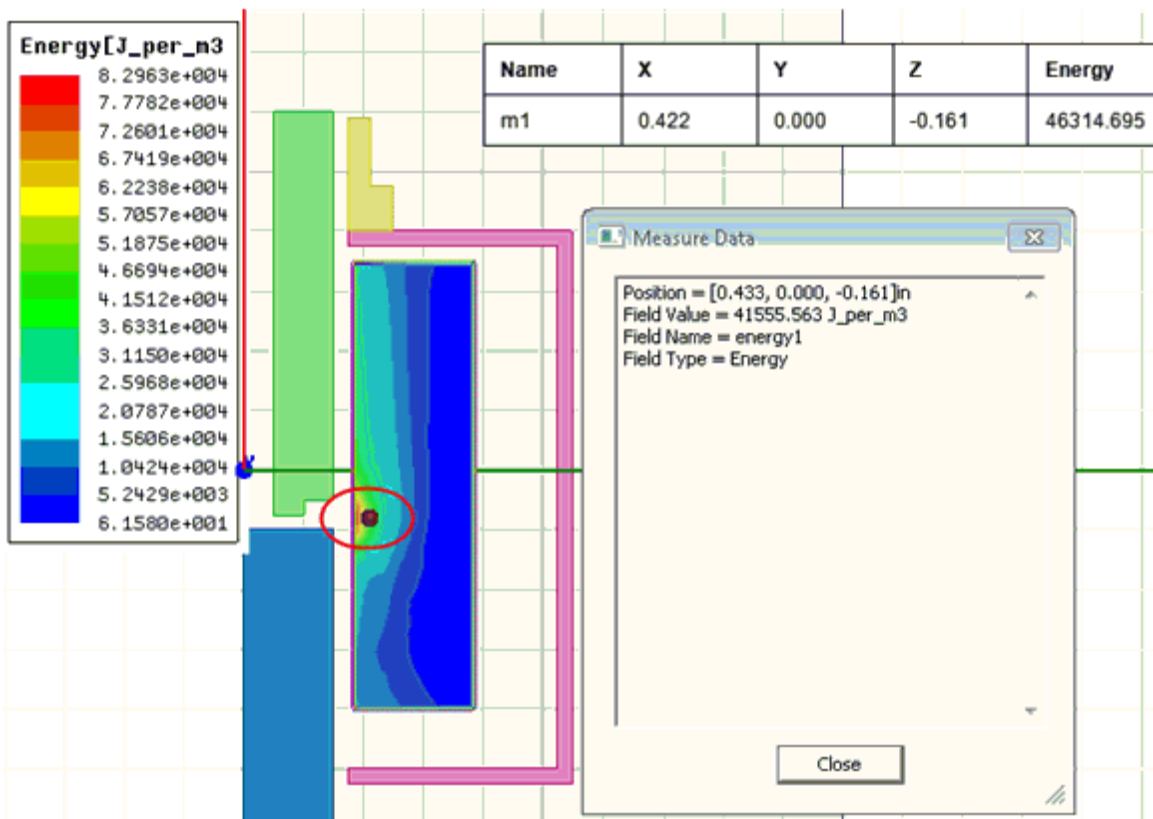 Energy[J_per_m3
8.2963e+004
7.7782e+004
7.2601e+004
6.7419e+004
6.2238e+004
5.7057e+004
5.1875e+004
4.6694e+004
4.1512e+004
3.6331e+004
3.1150e+004
2.5968e+004
2.0787e+004
1.5606e+004
1.0424e+004
5.2429e+003
6.1580e+001
Name X Y Z Energy
m1 0.422 0.000 -0.161 46314.695
Measure Data
Position = [0.433, 0.000, -0.161]in
Field Value = 41555.563 J_per_m3
Field Name = energy1
Field Type = Energy
Close